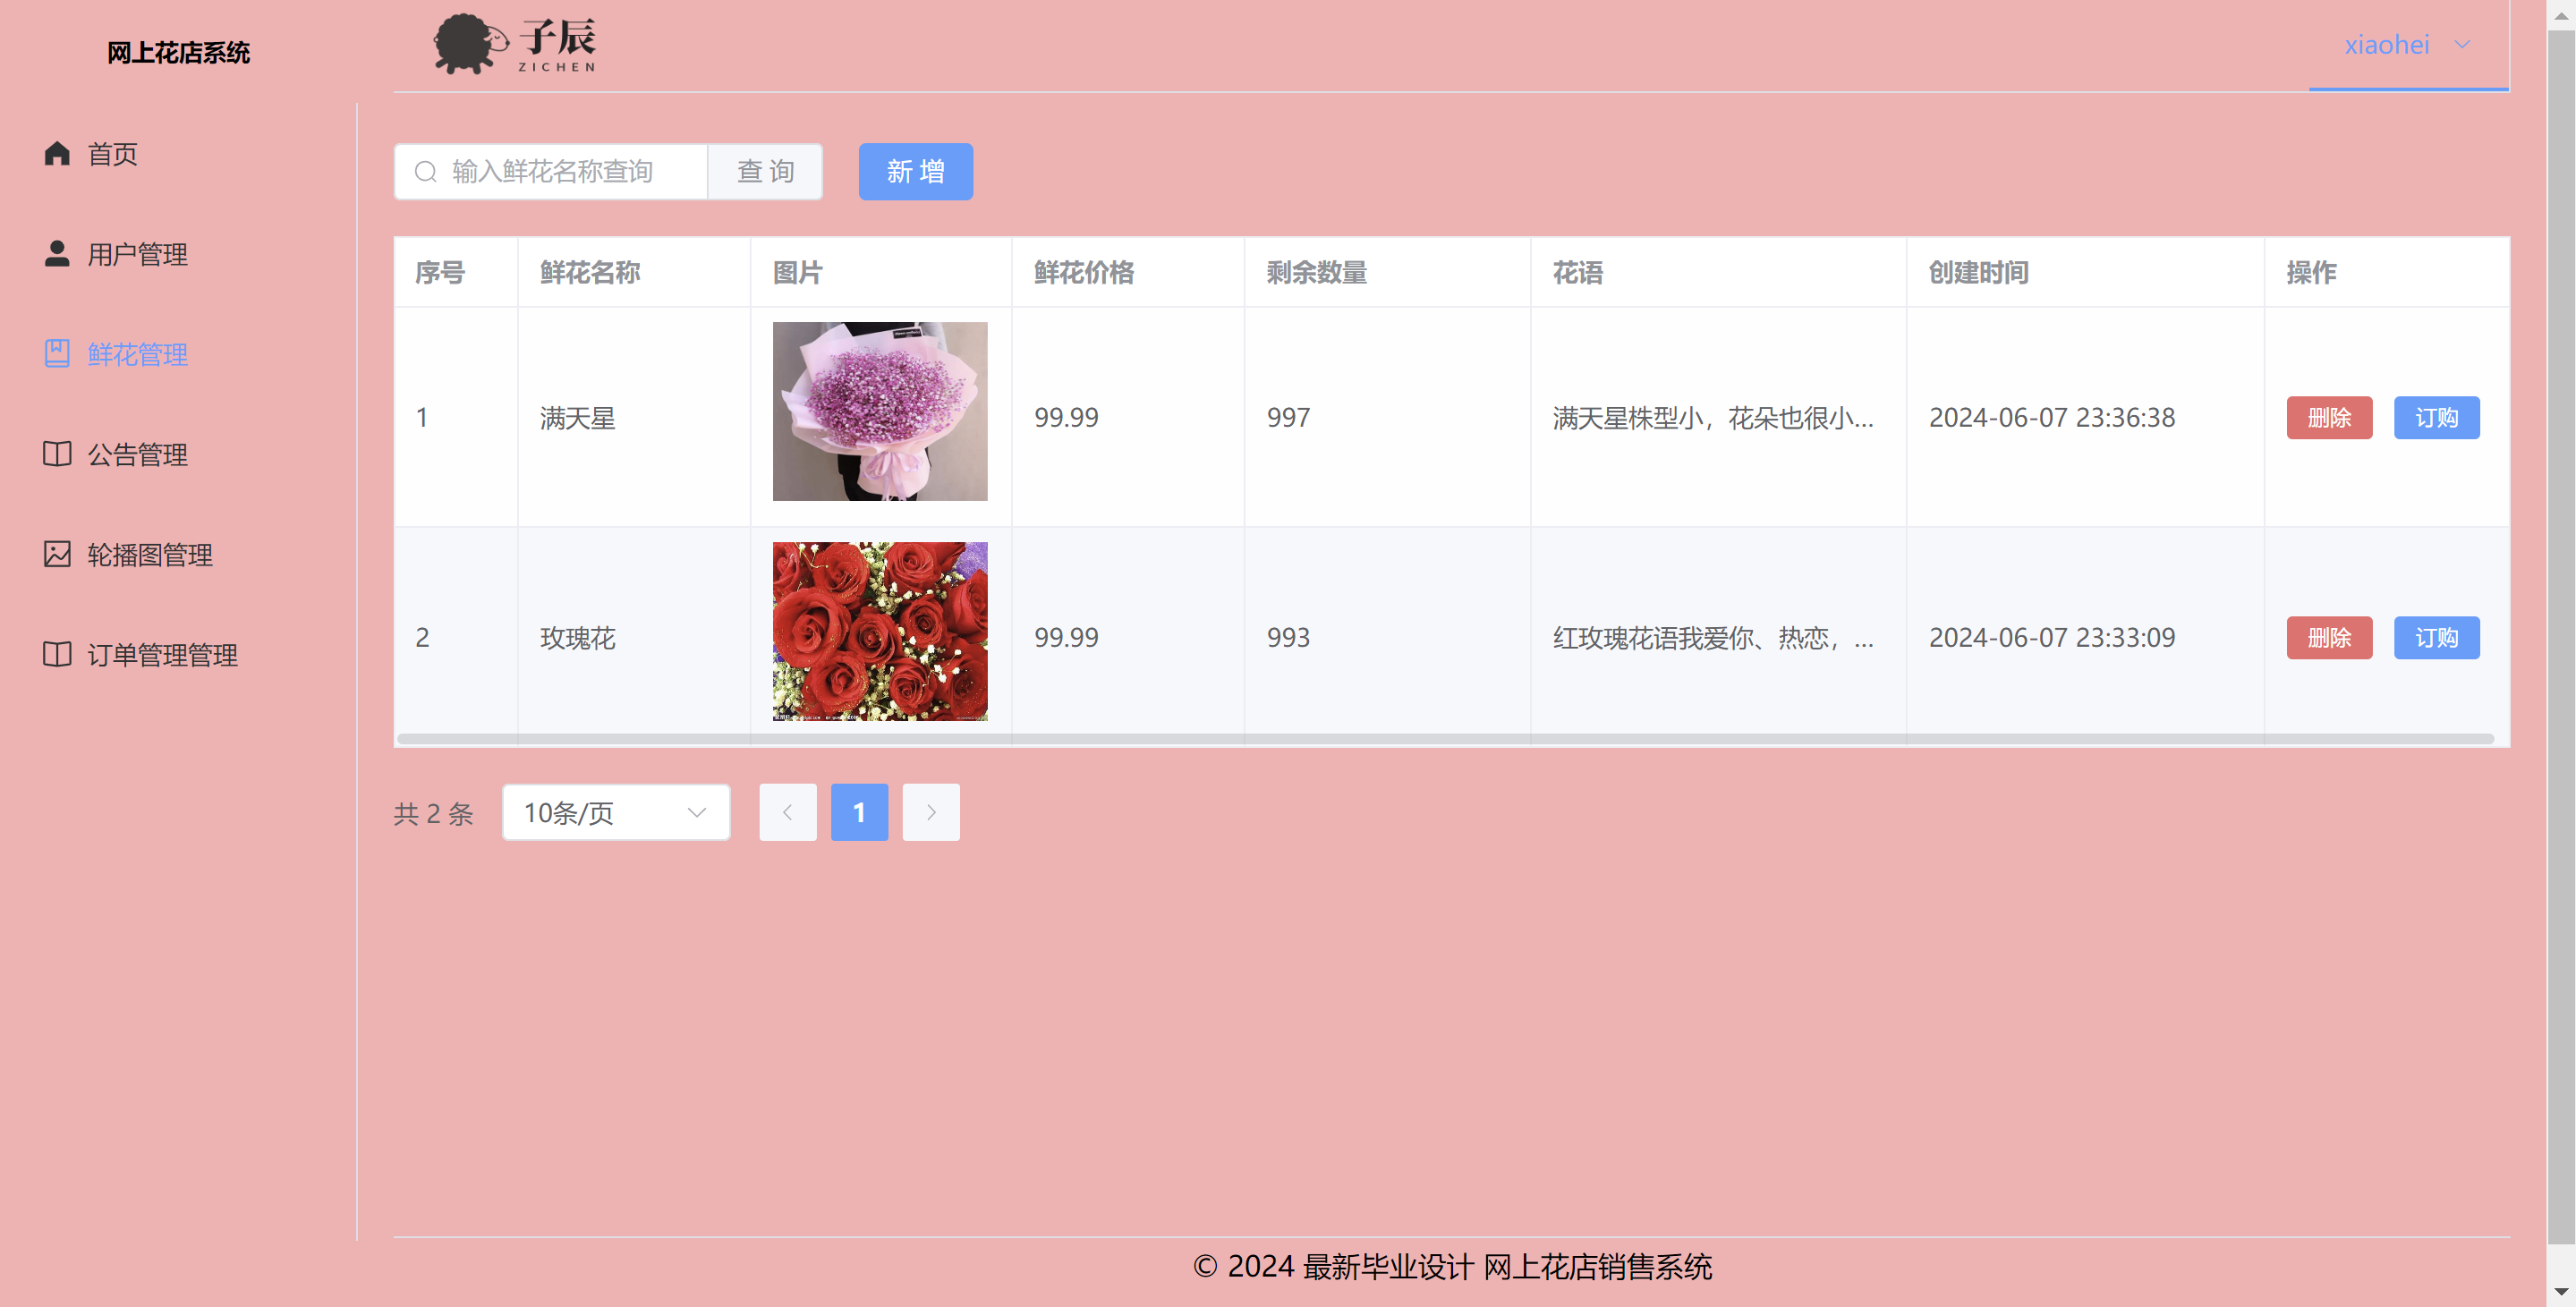 网上花店系统
子辰
ZICHEN
xiaohei
首页
用户管理
鲜花管理
公告管理
轮播图管理
订单管理管理
输入鲜花名称查询 查 询 新 增
序号 鲜花名称 图片 鲜花价格 剩余数量 花语 创建时间 操作
1 满天星 99.99 997 满天星株型小，花朵也很小... 2024-06-07 23:36:38 删除 订购
2 玫瑰花 99.99 993 红玫瑰花语我爱你、热恋，... 2024-06-07 23:33:09 删除 订购
共 2 条 10条/页 1
© 2024 最新毕业设计 网上花店销售系统